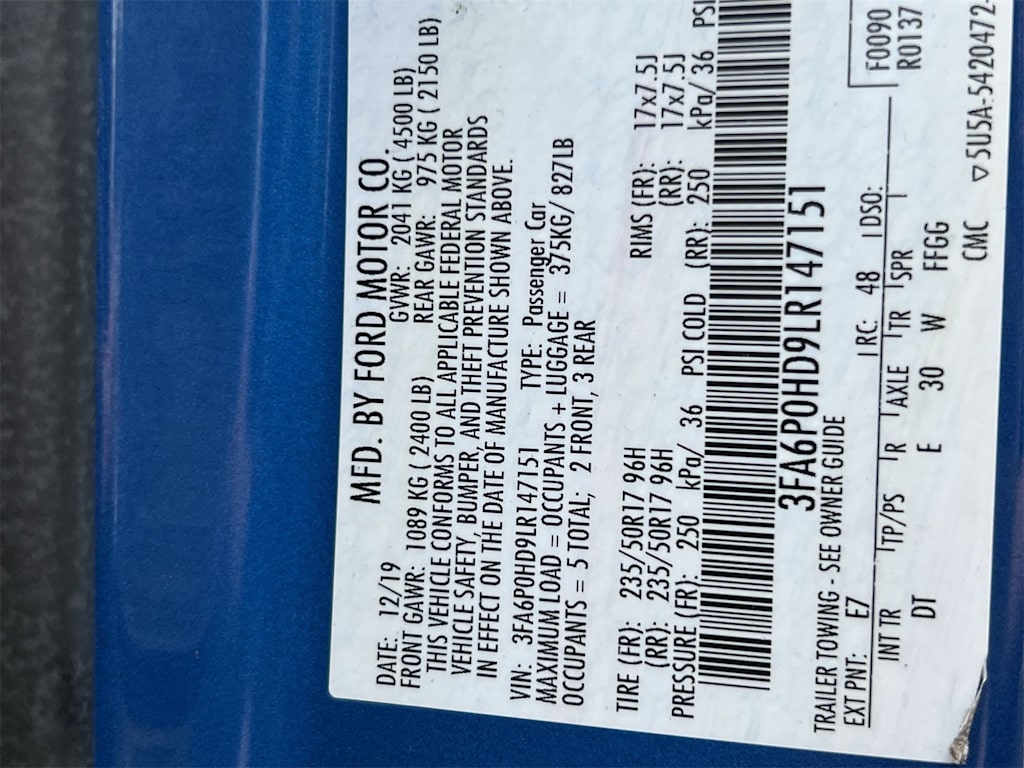 MFD. BY FORD MOTOR CO.
DATE: 12/19 GVWR: 2041 KG ( 4500 LB)
FRONT GAWR: 1089 KG ( 2400 LB) REAR GAWR: 975 KG ( 2150 LB)
THIS VEHICLE CONFORMS TO ALL APPLICABLE FEDERAL MOTOR
VEHICLE SAFETY, BUMPER, AND THEFT PREVENTION STANDARDS
IN EFFECT ON THE DATE OF MANUFACTURE SHOWN ABOVE.
VIN: 3FA6P0HD9LR147151 TYPE: Passenger Car
MAXIMUM LOAD = OCCUPANTS + LUGGAGE = 375KG/ 827LB
OCCUPANTS = 5 TOTAL; 2 FRONT, 3 REAR
TIRE (FR): 235/50R17 96H RIMS (FR): 17x7.5J
(RR): 235/50R17 96H (RR): 17x7.5J
PRESSURE (FR): 250 kPa/ 36 PSI COLD (RR): 250 kPa/ 36 PSI
3FA6P0HD9LR147151
TRAILER TOWING - SEE OWNER GUIDE
F0090
EXT PNT: E7 RC: 48 DSO: R0137
INT TR TP/PS R AXLE TR SPR
DT E 30 W FFGG
CMC ▽5U5A-5420472-